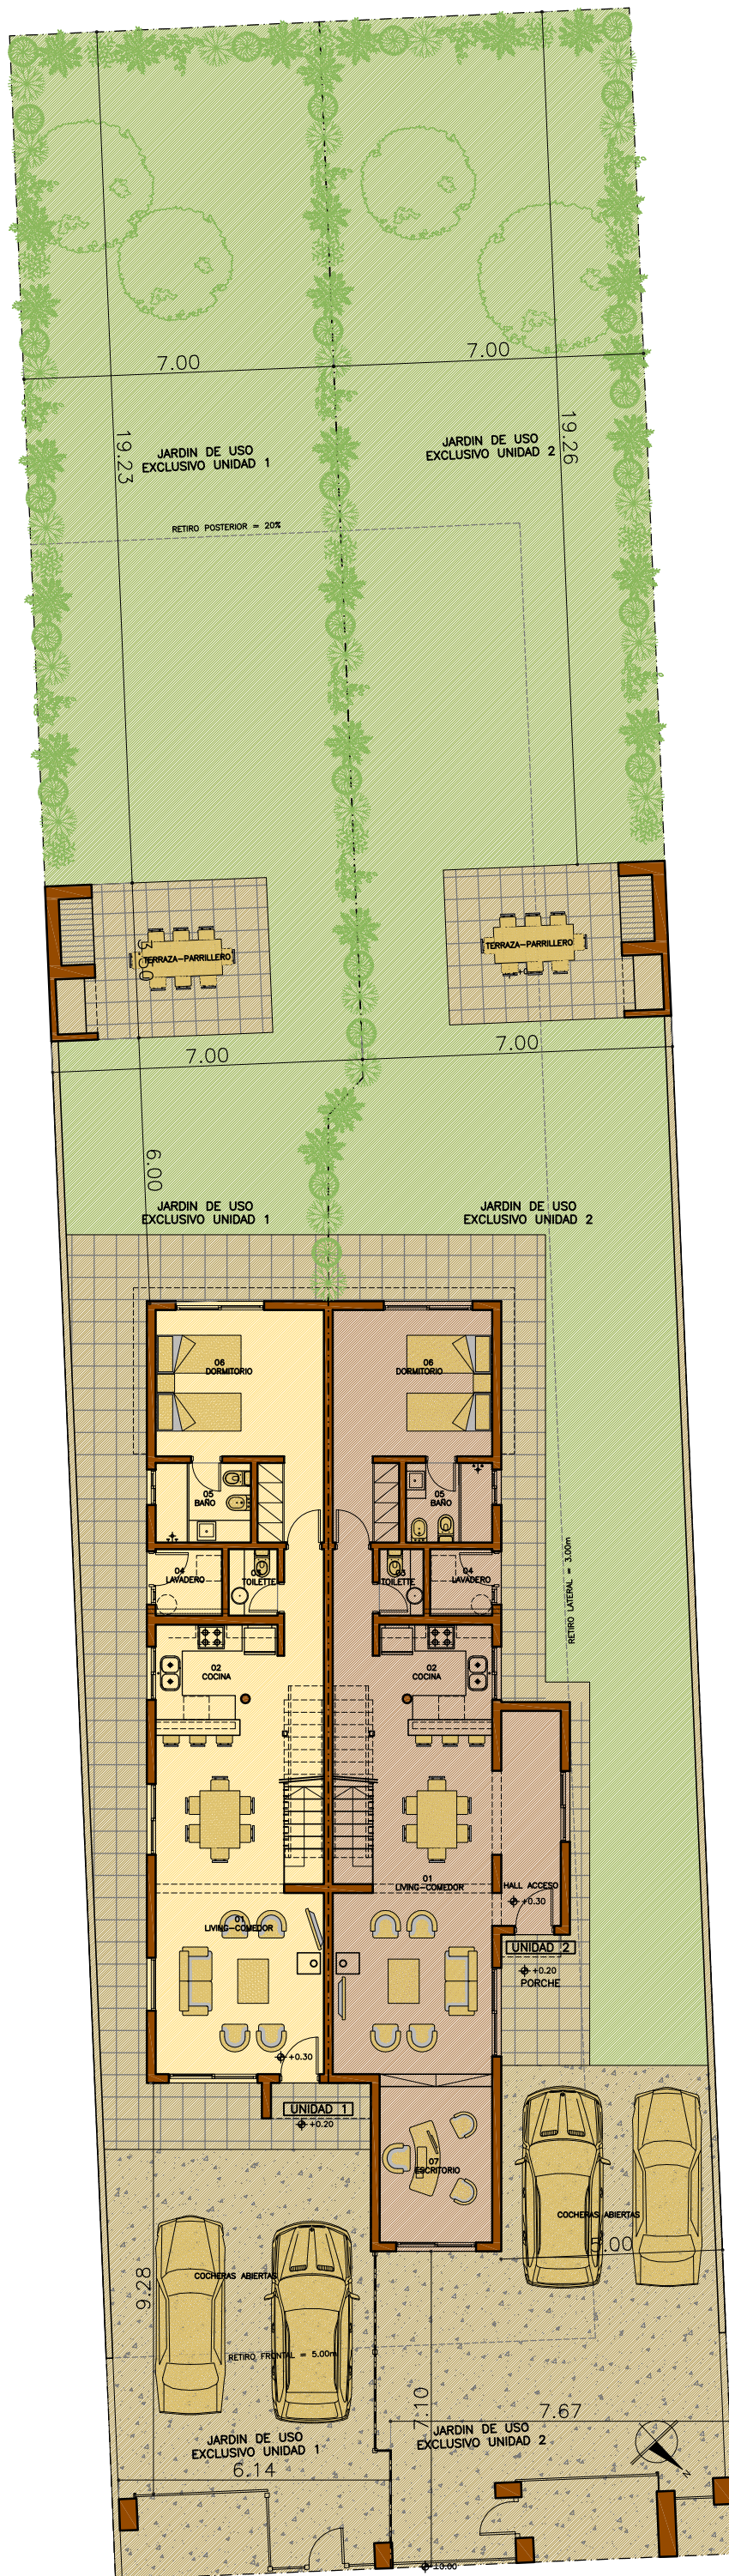 7.00
7.00
19.23
19.26
JARDIN DE USO
EXCLUSIVO UNIDAD 1
JARDIN DE USO
EXCLUSIVO UNIDAD 2
RETIRO POSTERIOR = 20%
TERRAZA-PARRILLERO
3.50
TERRAZA-PARRILLERO
7.00
7.00
6.00
JARDIN DE USO
EXCLUSIVO UNIDAD 1
JARDIN DE USO
EXCLUSIVO UNIDAD 2
06
DORMITORIO
06
DORMITORIO
05
BAÑO
05
BAÑO
04
LAVADERO
03
TOILETTE
TOILETTE
04
LAVADERO
RETIRO LATERAL = 3.00m
02
COCINA
02
COCINA
01
LIVING-COMEDOR
HALL ACCESO
+0.30
01
LIVING-COMEDOR
UNIDAD 2
+0.20
PORCHE
+0.30
UNIDAD 1
+0.20
07
ESCRITORIO
COCHERAS ABIERTAS
5.00
COCHERAS ABIERTAS
9.28
RETIRO FRONTAL = 5.00m
7.10
7.67
JARDIN DE USO
EXCLUSIVO UNIDAD 2
JARDIN DE USO
EXCLUSIVO UNIDAD 1
6.14
N
±0.00